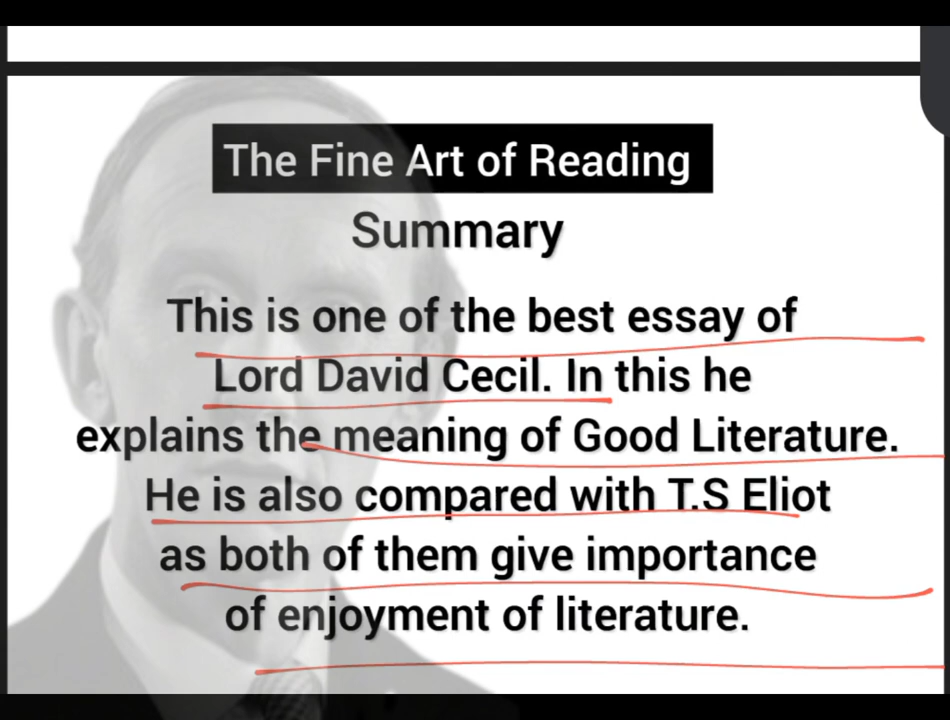 The Fine Art of Reading
Summary
This is one of the best essay of
Lord David Cecil. In this he
explains the meaning of Good Literature.
He is also compared with T.S Eliot
as both of them give importance
of enjoyment of literature.